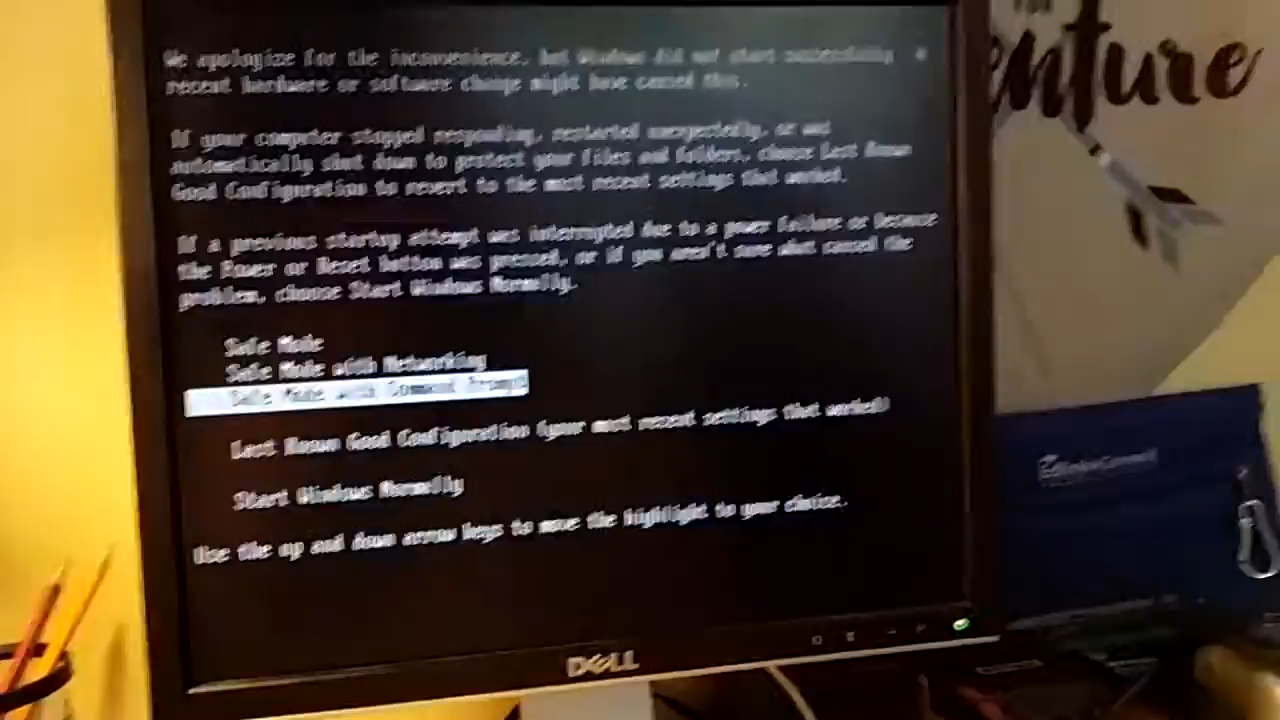 We apologize for the inconvenience, but Windows did not start successfully. A
recent hardware or software change might have caused this.
If your computer stopped responding, restarted unexpectedly, or was
automatically shut down to protect your files and folders, choose Last Known
Good Configuration to revert to the most recent settings that worked.
If a previous startup attempt was interrupted due to a power failure or because
the Power or Reset button was pressed, or if you aren't sure what caused the
problem, choose Start Windows Normally.
Safe Mode
Safe Mode with Networking
Safe Mode with Command Prompt
Last Known Good Configuration (your most recent settings that worked)
Start Windows Normally
Use the up and down arrow keys to move the highlight to your choice.
DELL
enture